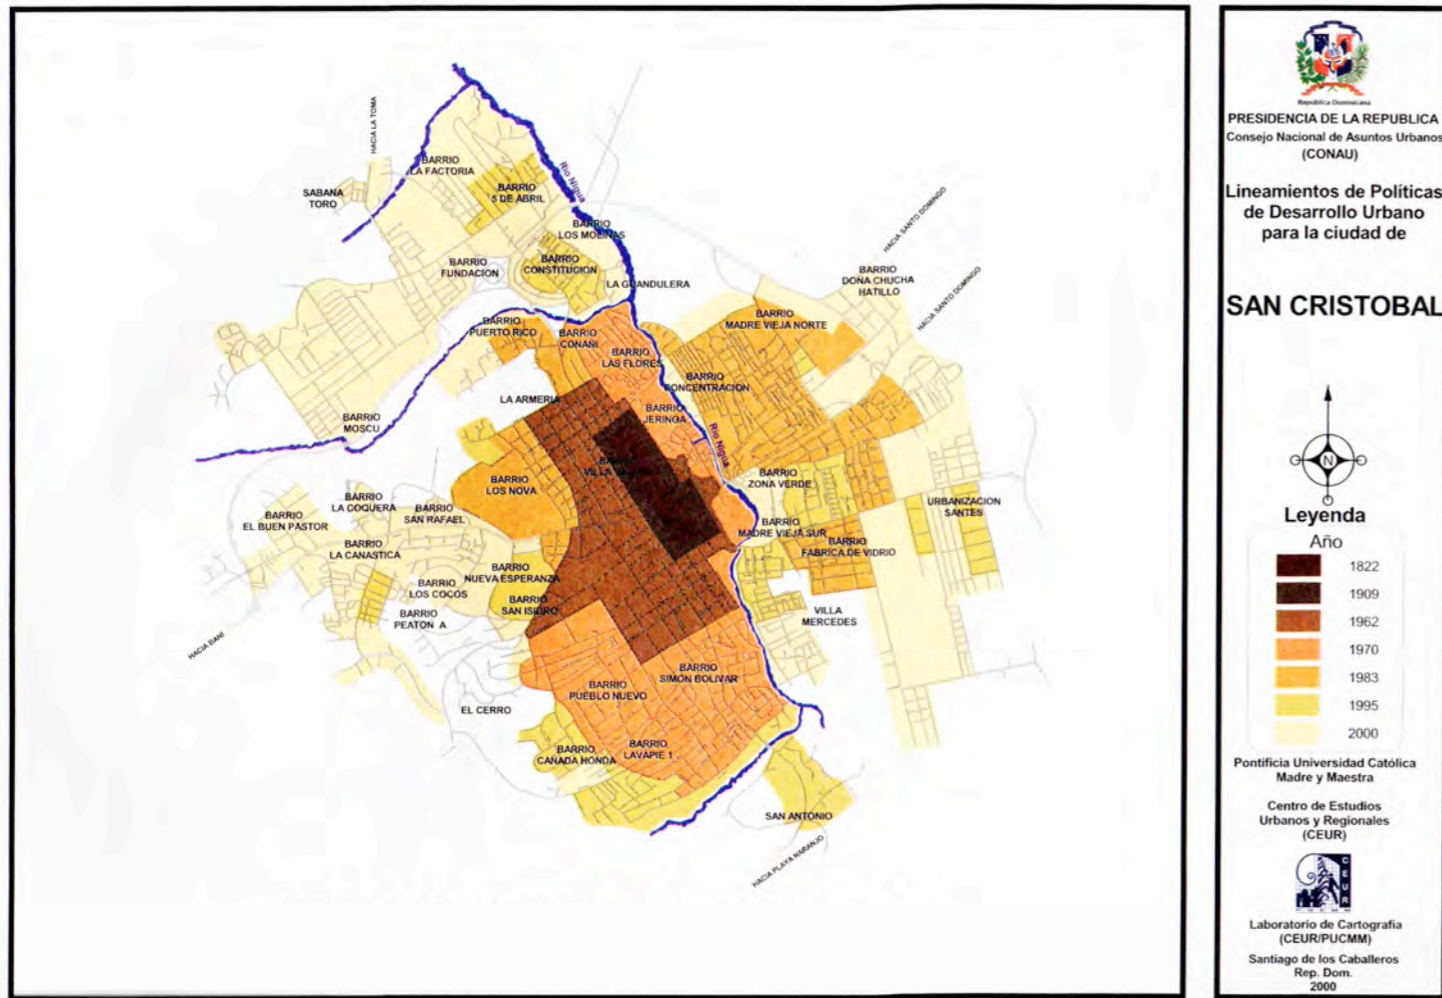 HACIA LA TOMA
BARRIO
LA FACTORIA
SABANA
TORO
BARRIO
5 DE ABRIL
Rio Nigua
BARRIO
LOS MOLINAS
BARRIO
FUNDACION
BARRIO
CONSTITUCION
LA GUANDULERA
HACIA SANTO DOMINGO
BARRIO
DOÑA CHUCHA
HATILLO
HACIA SANTO DOMINGO
BARRIO
PUERTO RICO
BARRIO
CONANI
BARRIO
MADRE VIEJA NORTE
BARRIO
LAS FLORES
BARRIO
CONCENTRACION
LA ARMERIA
BARRIO
JERINGA
BARRIO
MOSCU
Rio Nigua
BARRIO
LOS NOVA
BARRIO
ZONA VERDE
BARRIO
LA COQUERA
BARRIO
SAN RAFAEL
BARRIO
EL BUEN PASTOR
URBANIZACION
SANTES
BARRIO
MADRE VIEJA SUR
BARRIO
FABRICA DE VIDRIO
BARRIO
LA CANASTICA
BARRIO
NUEVA ESPERANZA
BARRIO
LOS COCOS
BARRIO
SAN ISIDRO
BARRIO
PEATON A
VILLA
MERCEDES
HACIA BANI
BARRIO
SIMON BOLIVAR
BARRIO
PUEBLO NUEVO
EL CERRO
BARRIO
CAÑADA HONDA
BARRIO
LAVAPIE 1
SAN ANTONIO
HACIA PLAYA NARANJO
República Dominicana
PRESIDENCIA DE LA REPUBLICA
Consejo Nacional de Asuntos Urbanos
(CONAU)
Lineamientos de Políticas
de Desarrollo Urbano
para la ciudad de
SAN CRISTOBAL
N
Leyenda
Año
1822
1909
1962
1970
1983
1995
2000
Pontificia Universidad Católica
Madre y Maestra
Centro de Estudios
Urbanos y Regionales
(CEUR)
CEUR
Laboratorio de Cartografia
(CEUR/PUCMM)
Santiago de los Caballeros
Rep. Dom.
2000